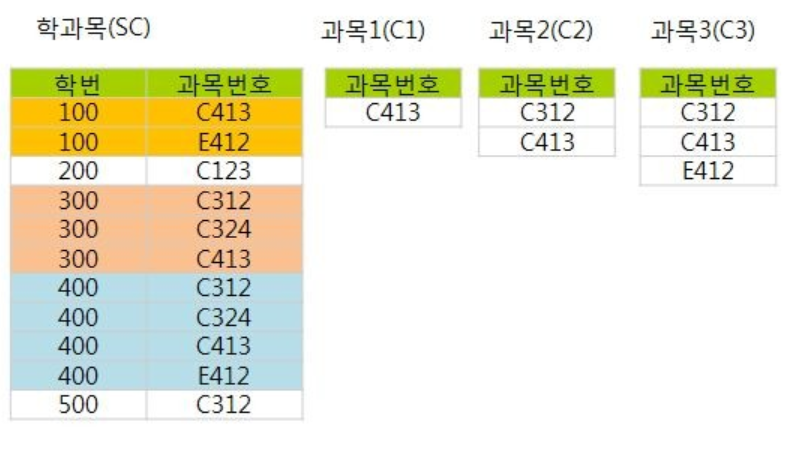 학과목(SC) 과목1(C1) 과목2(C2) 과목3(C3)
학번 과목번호 과목번호 과목번호 과목번호
100 C413 C413 C312 C312
100 E412 C413 C413
200 C123 E412
300 C312
300 C324
300 C413
400 C312
400 C324
400 C413
400 E412
500 C312